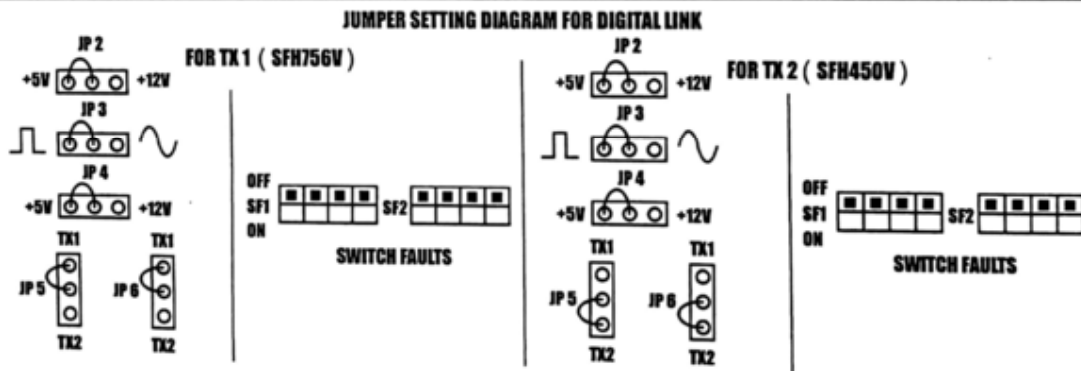 JUMPER SETTING DIAGRAM FOR DIGITAL LINK
FOR TX 1 ( SFH756V )
JP 2
+5V +12V
JP 3
JP 4
+5V +12V
TX1 TX1
JP 5 JP 6
TX2 TX2
OFF
SF1 SF2
ON
SWITCH FAULTS
FOR TX 2 ( SFH450V )
JP 2
+5V +12V
JP 3
JP 4
+5V +12V
TX1 TX1
JP 5 JP 6
TX2 TX2
OFF
SF1 SF2
ON
SWITCH FAULTS